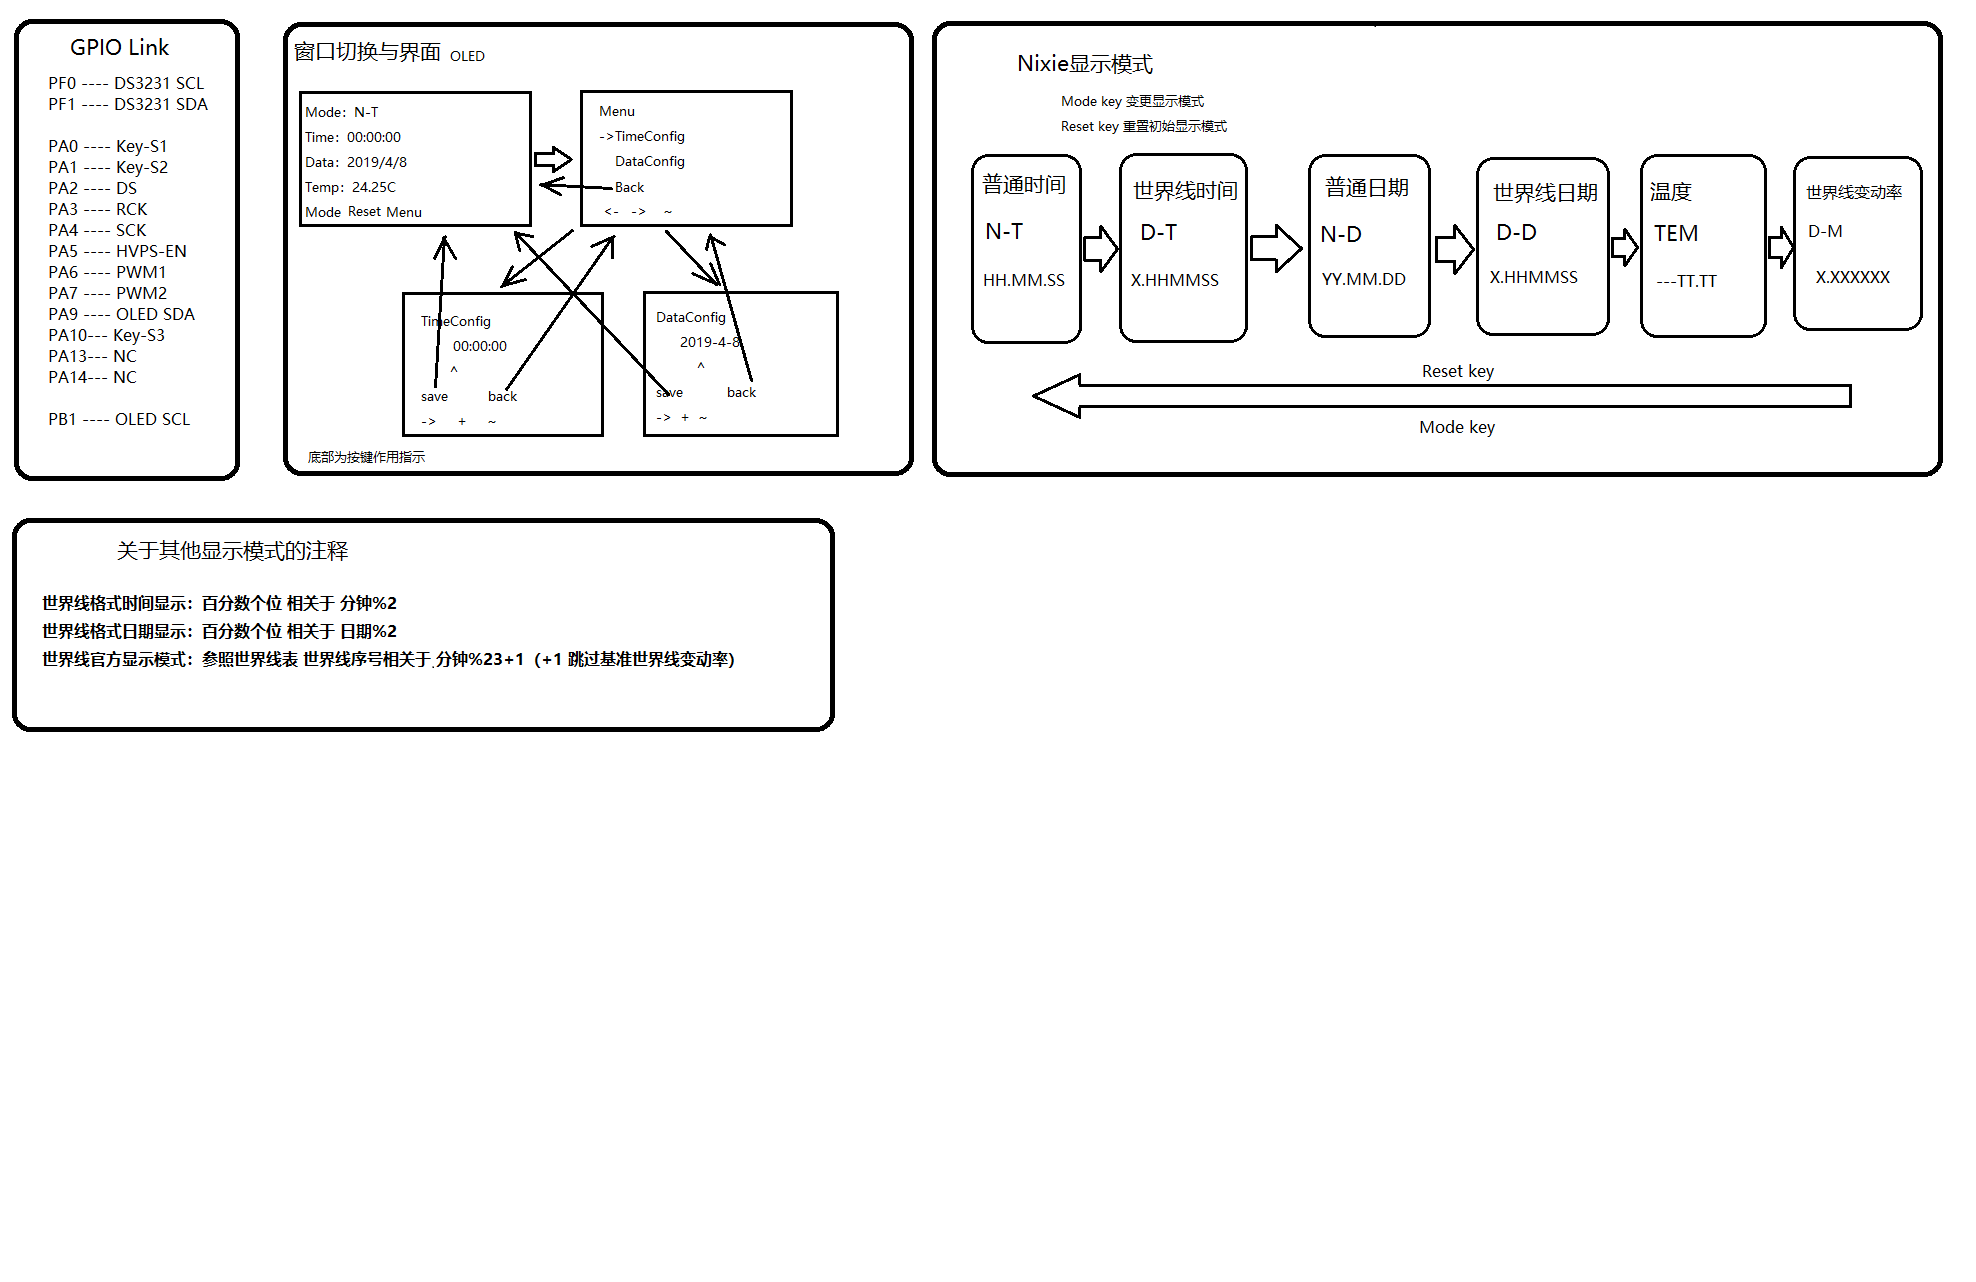 GPIO Link
PF0 ---- DS3231 SCL
PF1 ---- DS3231 SDA
PA0 ---- Key-S1
PA1 ---- Key-S2
PA2 ---- DS
PA3 ---- RCK
PA4 ---- SCK
PA5 ---- HVPS-EN
PA6 ---- PWM1
PA7 ---- PWM2
PA9 ---- OLED SDA
PA10--- Key-S3
PA13--- NC
PA14--- NC
PB1 ---- OLED SCL
窗口切换与界面 OLED
Mode：N-T
Time：00:00:00
Data：2019/4/8
Temp：24.25C
Mode Reset Menu
Menu
->TimeConfig
DataConfig
Back
<- -> ~
TimeConfig
00:00:00
^
save back
-> + ~
DataConfig
2019-4-8
^
save back
-> + ~
底部为按键作用指示
Nixie显示模式
Mode key 变更显示模式
Reset key 重置初始显示模式
普通时间
N-T
HH.MM.SS
世界线时间
D-T
X.HHMMSS
普通日期
N-D
YY.MM.DD
世界线日期
D-D
X.HHMMSS
温度
TEM
---TT.TT
世界线变动率
D-M
X.XXXXXX
Reset key
Mode key
关于其他显示模式的注释
世界线格式时间显示：百分数个位 相关于 分钟%2
世界线格式日期显示：百分数个位 相关于 日期%2
世界线官方显示模式：参照世界线表 世界线序号相关于 分钟%23+1（+1 跳过基准世界线变动率）